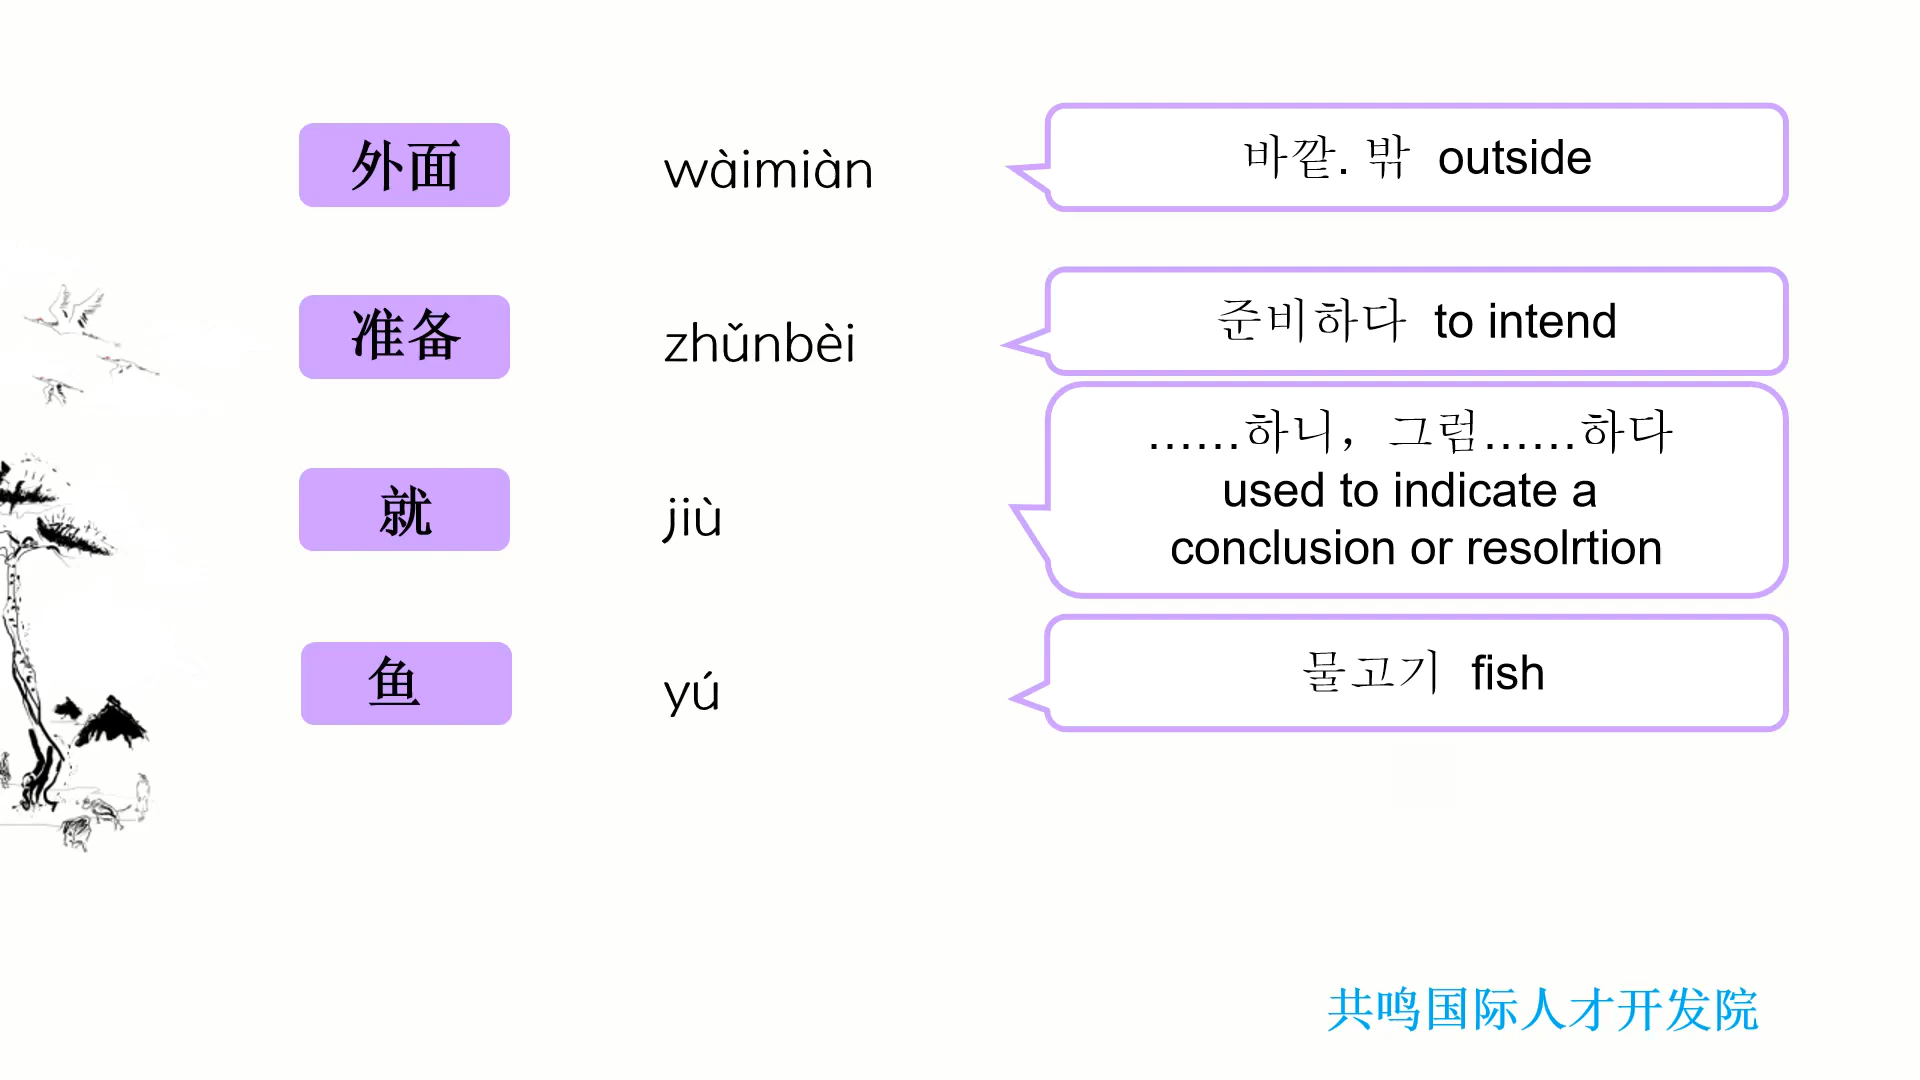 外面
wàimiàn
바깥. 밖 outside
准备
zhǔnbèi
준비하다 to intend
就
jiù
……하니，그럼……하다
used to indicate a
conclusion or resolrtion
鱼
yú
물고기 fish
共鸣国际人才开发院